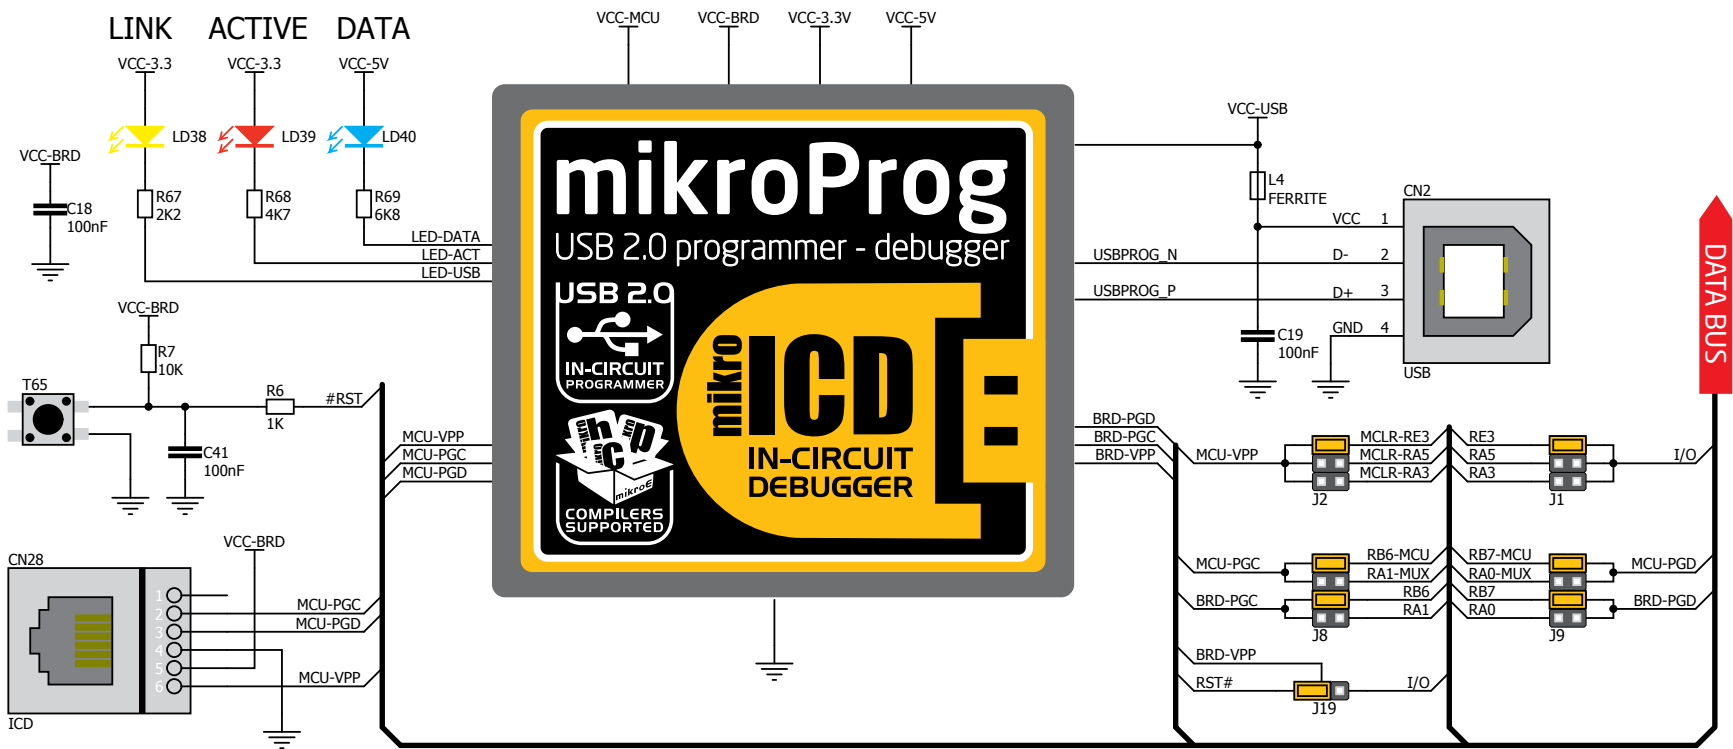 LINK ACTIVE DATA
VCC-3.3 VCC-3.3 VCC-5V
LD38 LD39 LD40
R67 2K2
R68 4K7
R69 6K8
VCC-BRD
C18
100nF
LED-DATA
LED-ACT
LED-USB
VCC-MCU VCC-BRD VCC-3.3V VCC-5V
mikroProg
USB 2.0 programmer - debugger
USB 2.0
IN-CIRCUIT
PROGRAMMER
mikro ICD
IN-CIRCUIT
DEBUGGER
mikroE
COMPILERS
SUPPORTED
VCC-BRD
R7
10K
T65
R6
1K
#RST
C41
100nF
MCU-VPP
MCU-PGC
MCU-PGD
CN28
VCC-BRD
1
2 MCU-PGC
3 MCU-PGD
4
5
6 MCU-VPP
ICD
VCC-USB
L4
FERRITE
CN2
VCC 1
USBPROG_N D- 2
USBPROG_P D+ 3
GND 4
C19
100nF
USB
DATA BUS
BRD-PGD
BRD-PGC
BRD-VPP
MCU-VPP
MCLR-RE3
MCLR-RA5
MCLR-RA3
J2
RE3
RA5
RA3
J1
I/O
MCU-PGC
BRD-PGC
RB6-MCU
RA1-MUX
RB6
RA1
J8
RB7-MCU
RA0-MUX
RB7
RA0
J9
MCU-PGD
BRD-PGD
BRD-VPP
RST#
J19
I/O